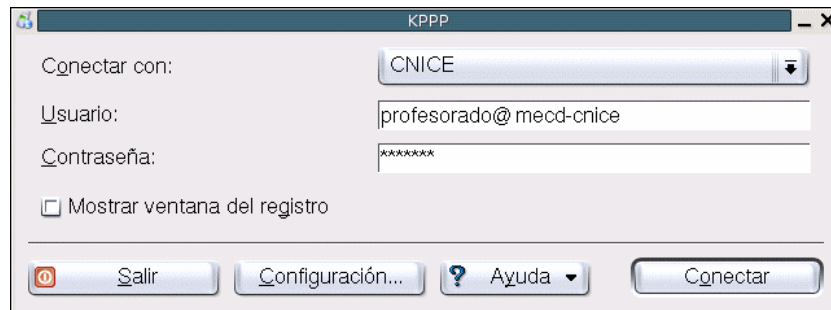 KPPP
Conectar con: CNICE
Usuario: profesorado@mecd-cnice
Contraseña: *******
Mostrar ventana del registro
Salir Configuración... ? Ayuda Conectar